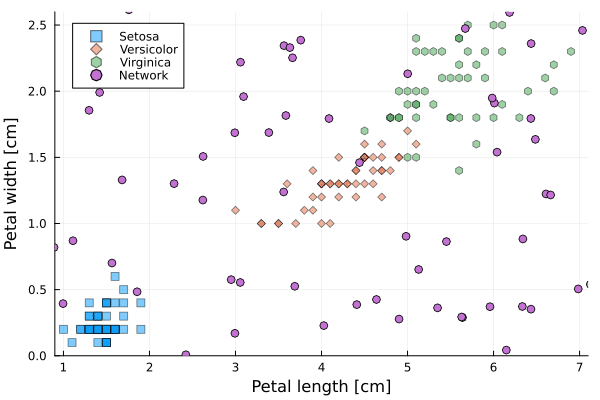 Setosa
Versicolor
Virginica
Network
Petal width [cm]
2.5
2.0
1.5
1.0
0.5
0.0
1 2 3 4 5 6 7
Petal length [cm]